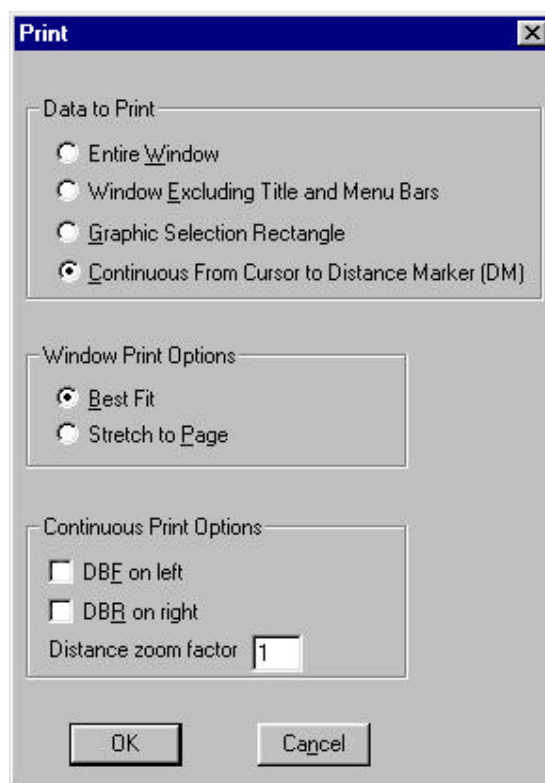 Print
Data to Print
Entire Window
Window Excluding Title and Menu Bars
Graphic Selection Rectangle
Continuous From Cursor to Distance Marker (DM)
Window Print Options
Best Fit
Stretch to Page
Continuous Print Options
DBF on left
DBR on right
Distance zoom factor 1
OK Cancel